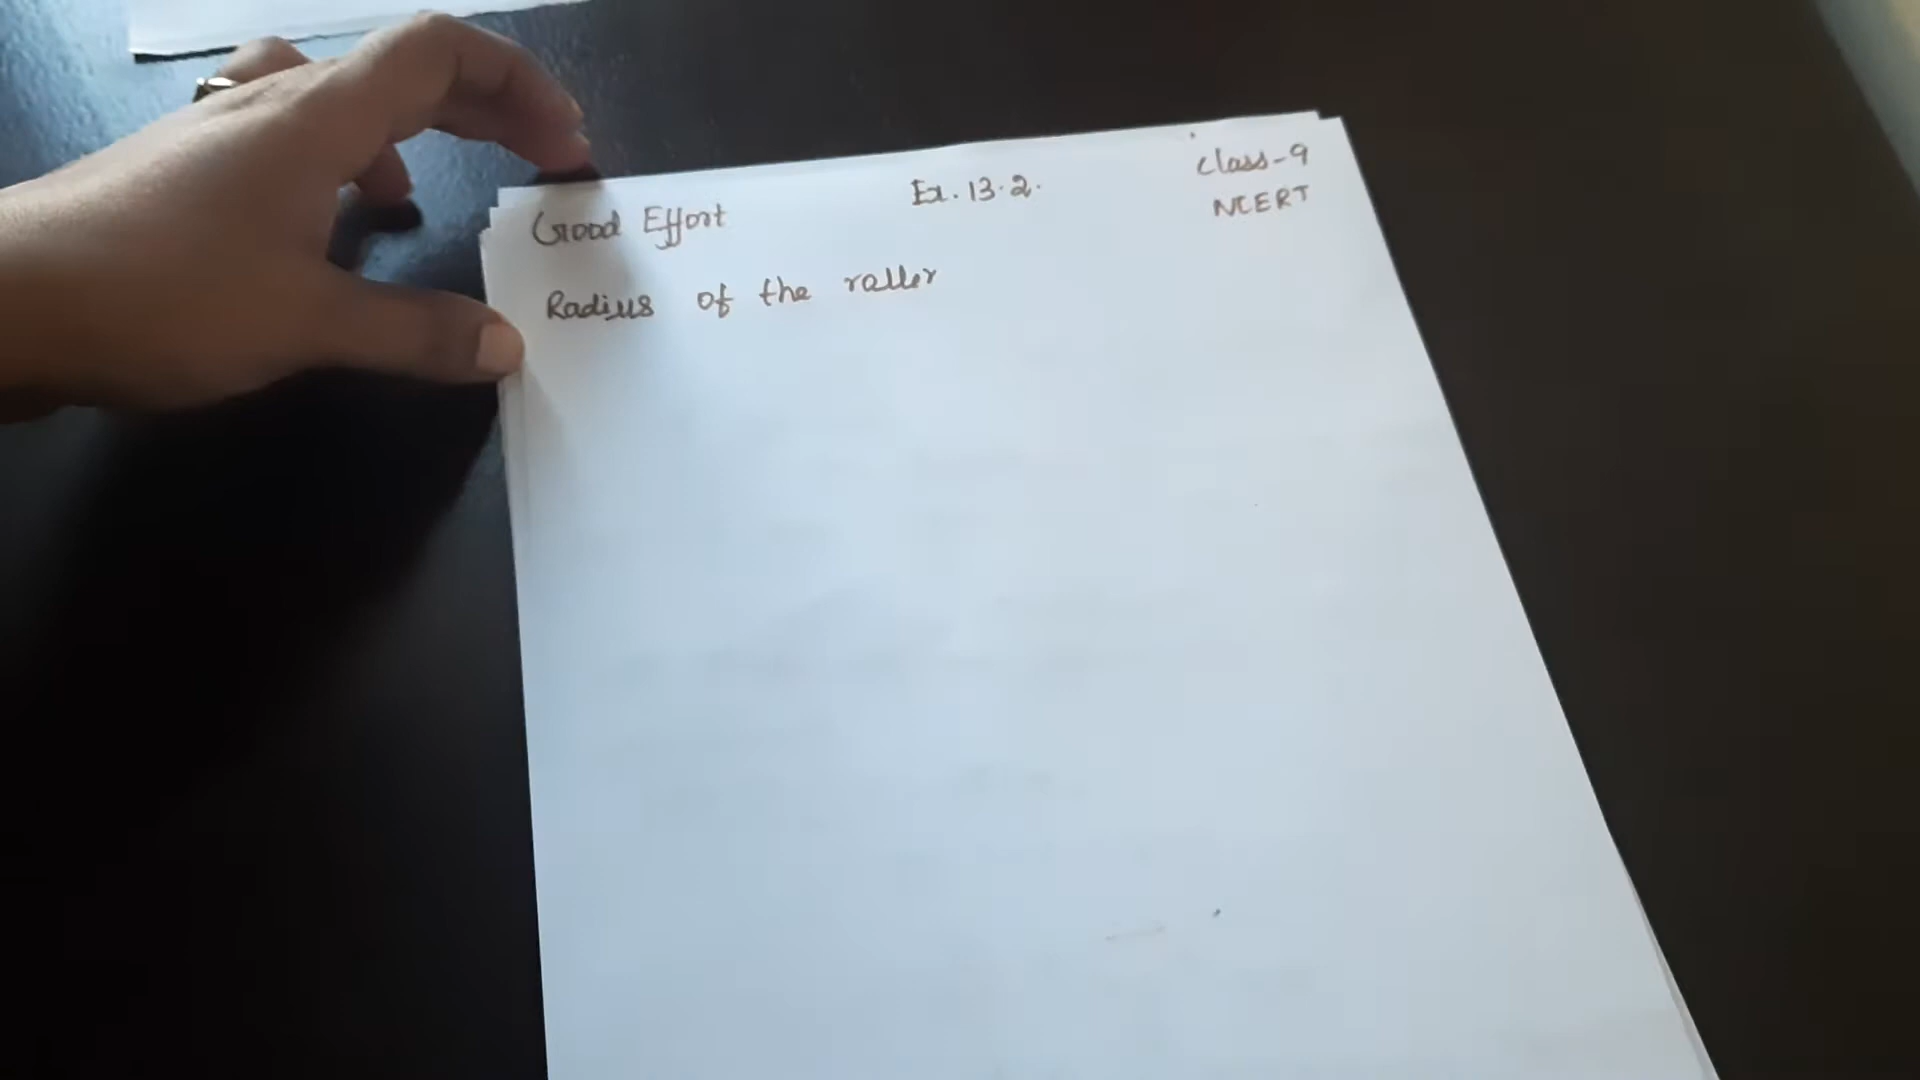 Good Effort Ex. 13.2. Class-9
NCERT
Radius of the roller